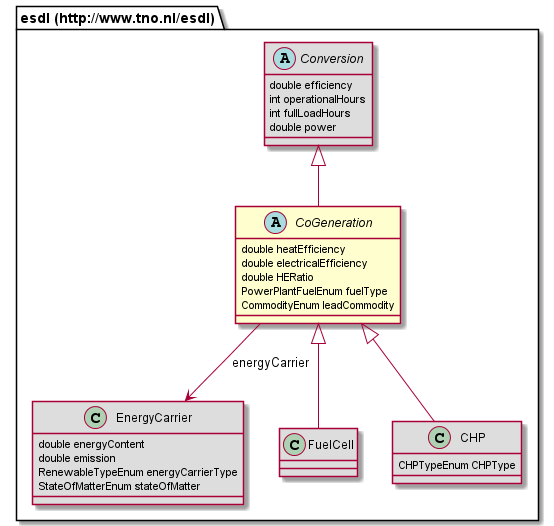 esdl (http://www.tno.nl/esdl)
A Conversion
double efficiency
int operationalHours
int fullLoadHours
double power
A CoGeneration
double heatEfficiency
double electricalEfficiency
double HERatio
PowerPlantFuelEnum fuelType
CommodityEnum leadCommodity
energyCarrier
C EnergyCarrier
double energyContent
double emission
RenewableTypeEnum energyCarrierType
StateOfMatterEnum stateOfMatter
C FuelCell
C CHP
CHPTypeEnum CHPType